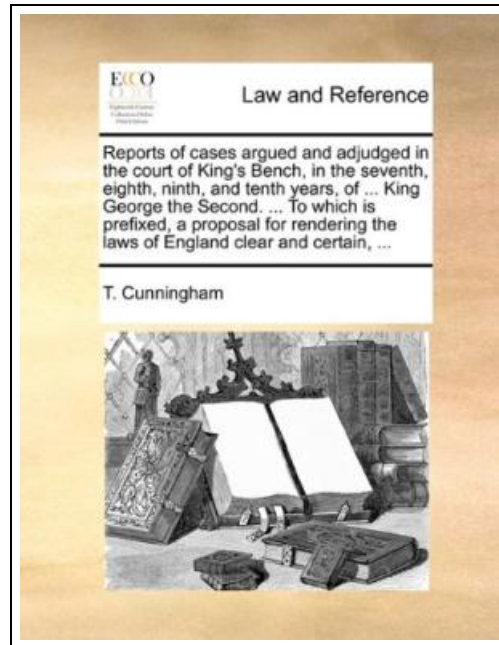 ECCO
Law and Reference
Reports of cases argued and adjudged in
the court of King's Bench, in the seventh,
eighth, ninth, and tenth years, of ... King
George the Second. ... To which is
prefixed, a proposal for rendering the
laws of England clear and certain, ...
T. Cunningham